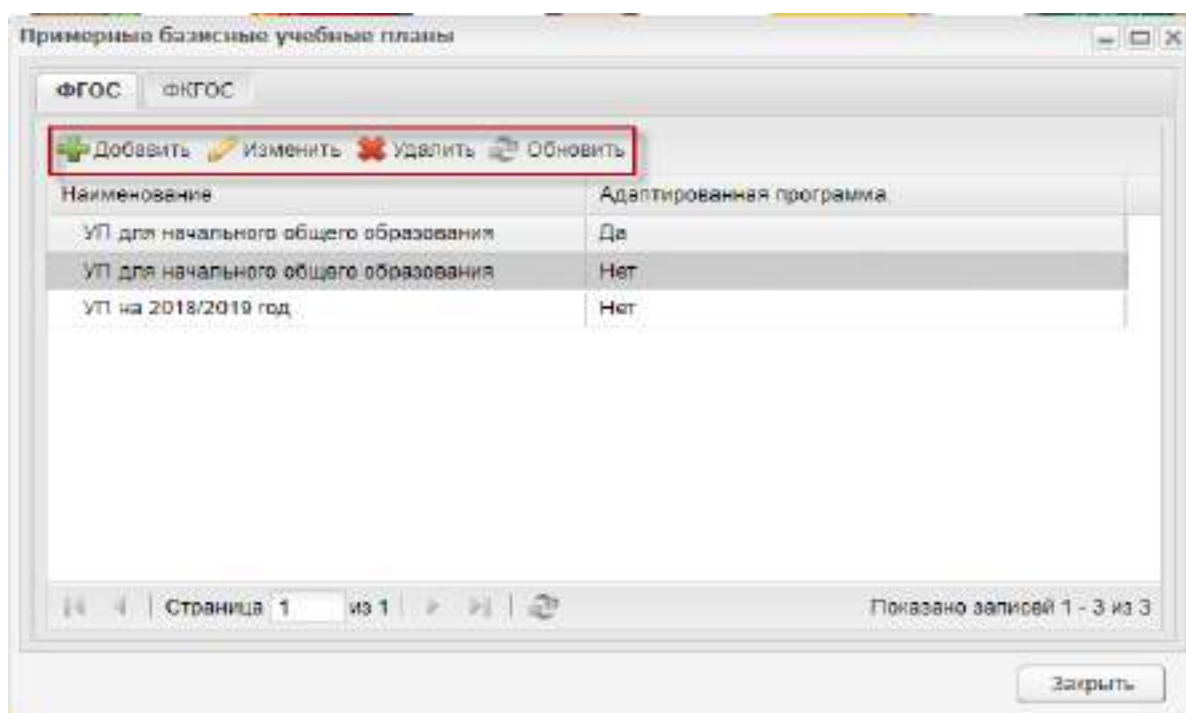 Примерные базисные учебные планы
ФГОС ФКГОС
Добавить Изменить Удалить Обновить
Наименование Адаптированная программа
УП для начального общего образования Да
УП для начального общего образования Нет
УП на 2018/2019 год Нет
Страница 1 из 1 Показано записей 1 - 3 из 3
Закрыть